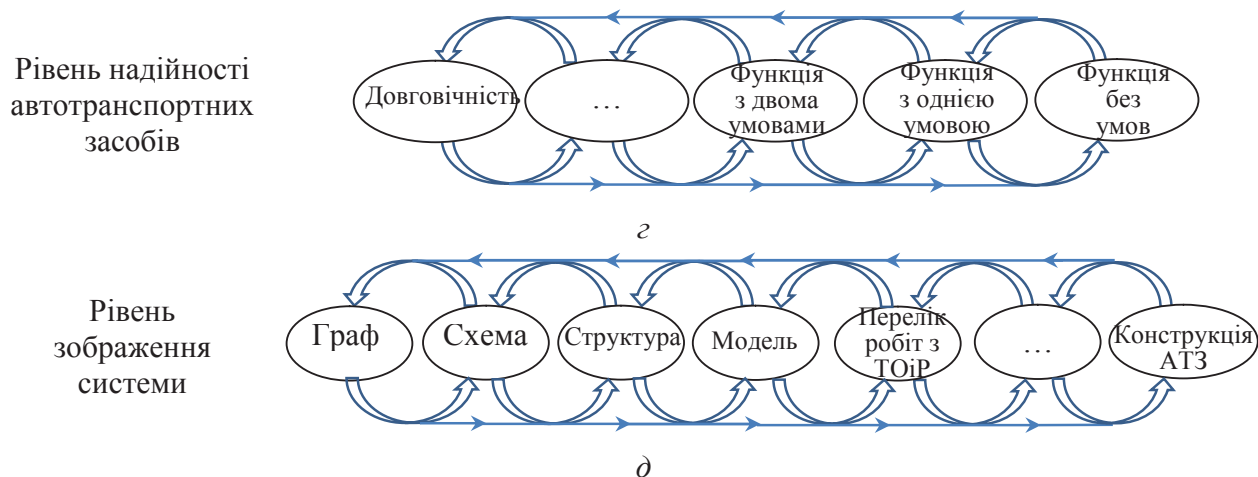 Рівень надійності
автотранспортних
засобів
Довговічність
…
Функція
з двома
умовами
Функція
з однією
умовою
Функція
без
умов
г
Рівень
зображення
системи
Граф
Схема
Структура
Модель
Перелік
робіт з
ТОіР
…
Конструкція
АТЗ
д